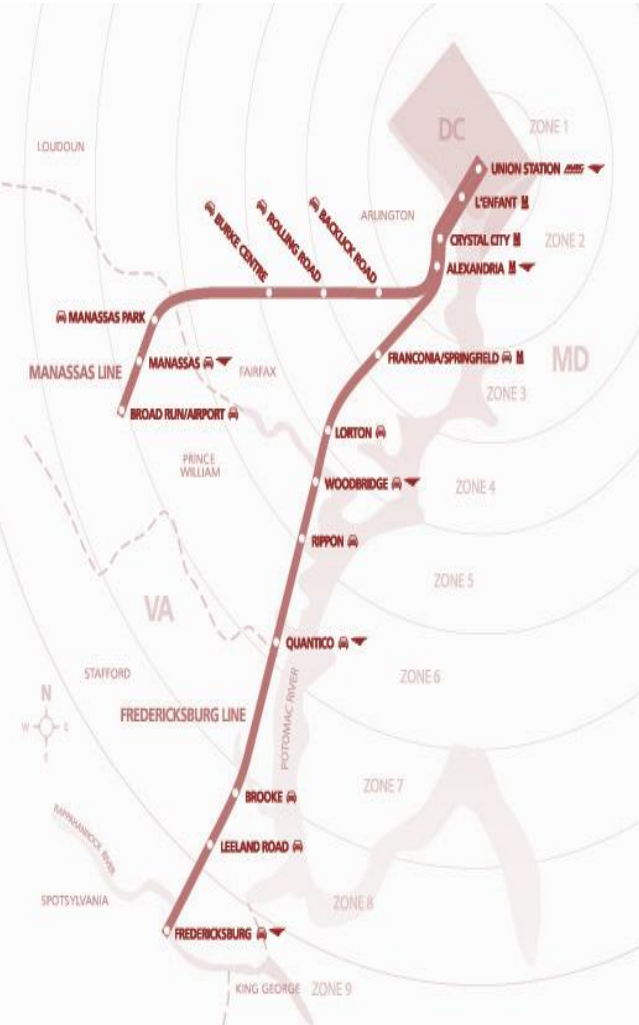 DC
ZONE 1
LOUDOUN
UNION STATION
L'ENFANT M
ARLINGTON
BURKE CENTRE
ROLLING ROAD
BACKLICK ROAD
CRYSTAL CITY M
ZONE 2
ALEXANDRIA M
MANASSAS PARK
MANASSAS
FRANCONIA/SPRINGFIELD M
MD
MANASSAS LINE
FAIRFAX
ZONE 3
BROAD RUN/AIRPORT
LORTON
PRINCE
WILLIAM
WOODBRIDGE
ZONE 4
RIPPON
ZONE 5
VA
QUANTICO
STAFFORD
ZONE 6
POTOMAC RIVER
N
W
E
S
FREDERICKSBURG LINE
ZONE 7
BROOKE
RAPPAHANNOCK RIVER
LEELAND ROAD
SPOTSYLVANIA
ZONE 8
FREDERICKSBURG
KING GEORGE
ZONE 9